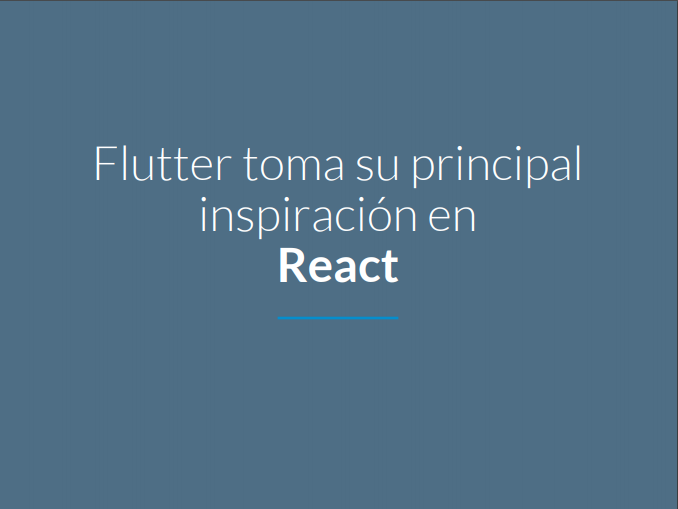 Flutter toma su principal
inspiración en
React